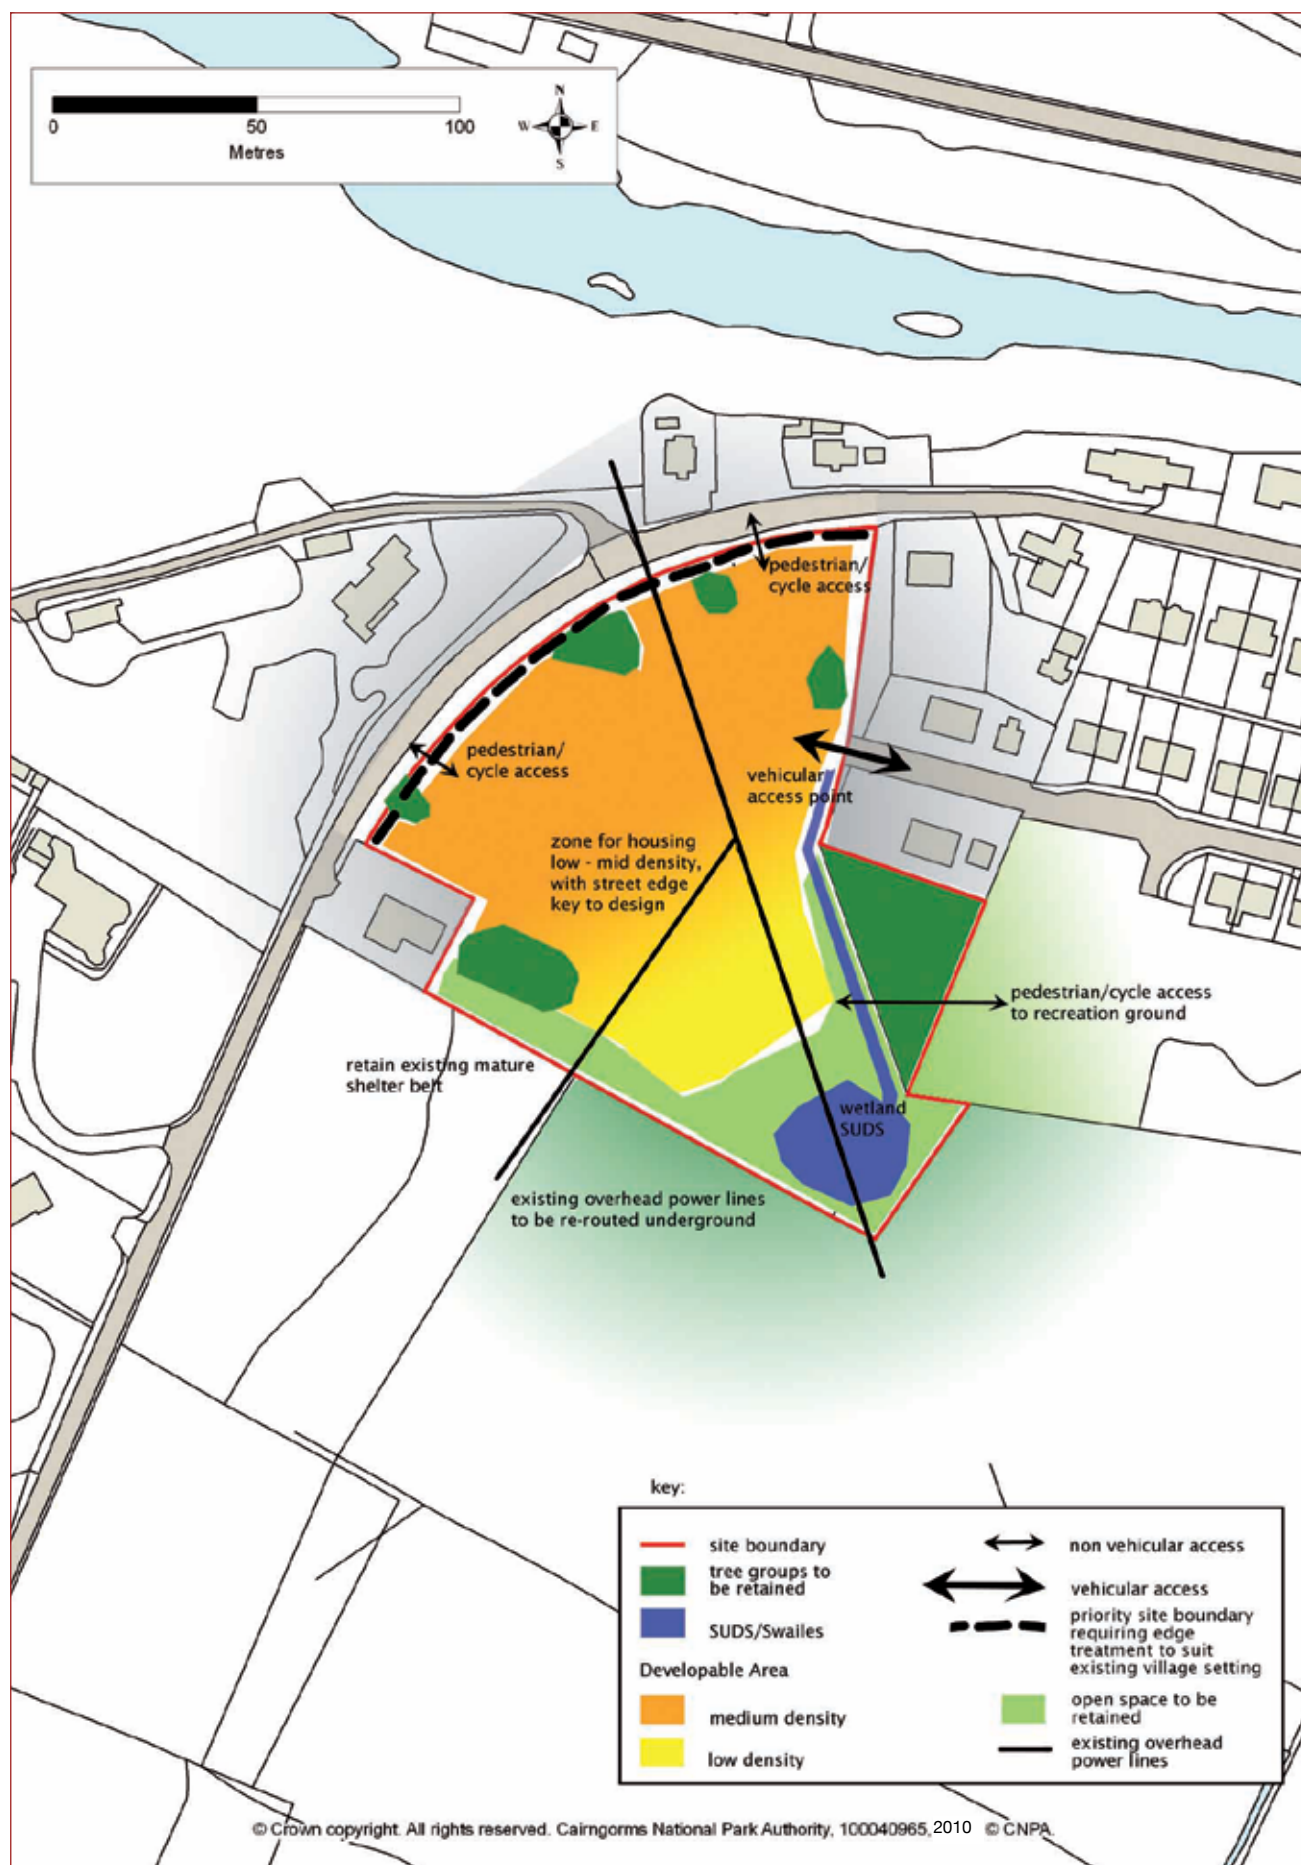 N
W E
S
0 50 100
Metres
pedestrian/
cycle access
pedestrian/
cycle access
vehicular
access point
zone for housing
low - mid density,
with street edge
key to design
pedestrian/cycle access
to recreation ground
retain existing mature
shelter belt
wetland
SUDS
existing overhead power lines
to be re-routed underground
key:
site boundary
tree groups to
be retained
SUDS/Swailes
Developable Area
medium density
low density
non vehicular access
vehicular access
priority site boundary
requiring edge
treatment to suit
existing village setting
open space to be
retained
existing overhead
power lines
© Crown copyright. All rights reserved. Cairngorms National Park Authority, 100040965, 2010 © CNPA.